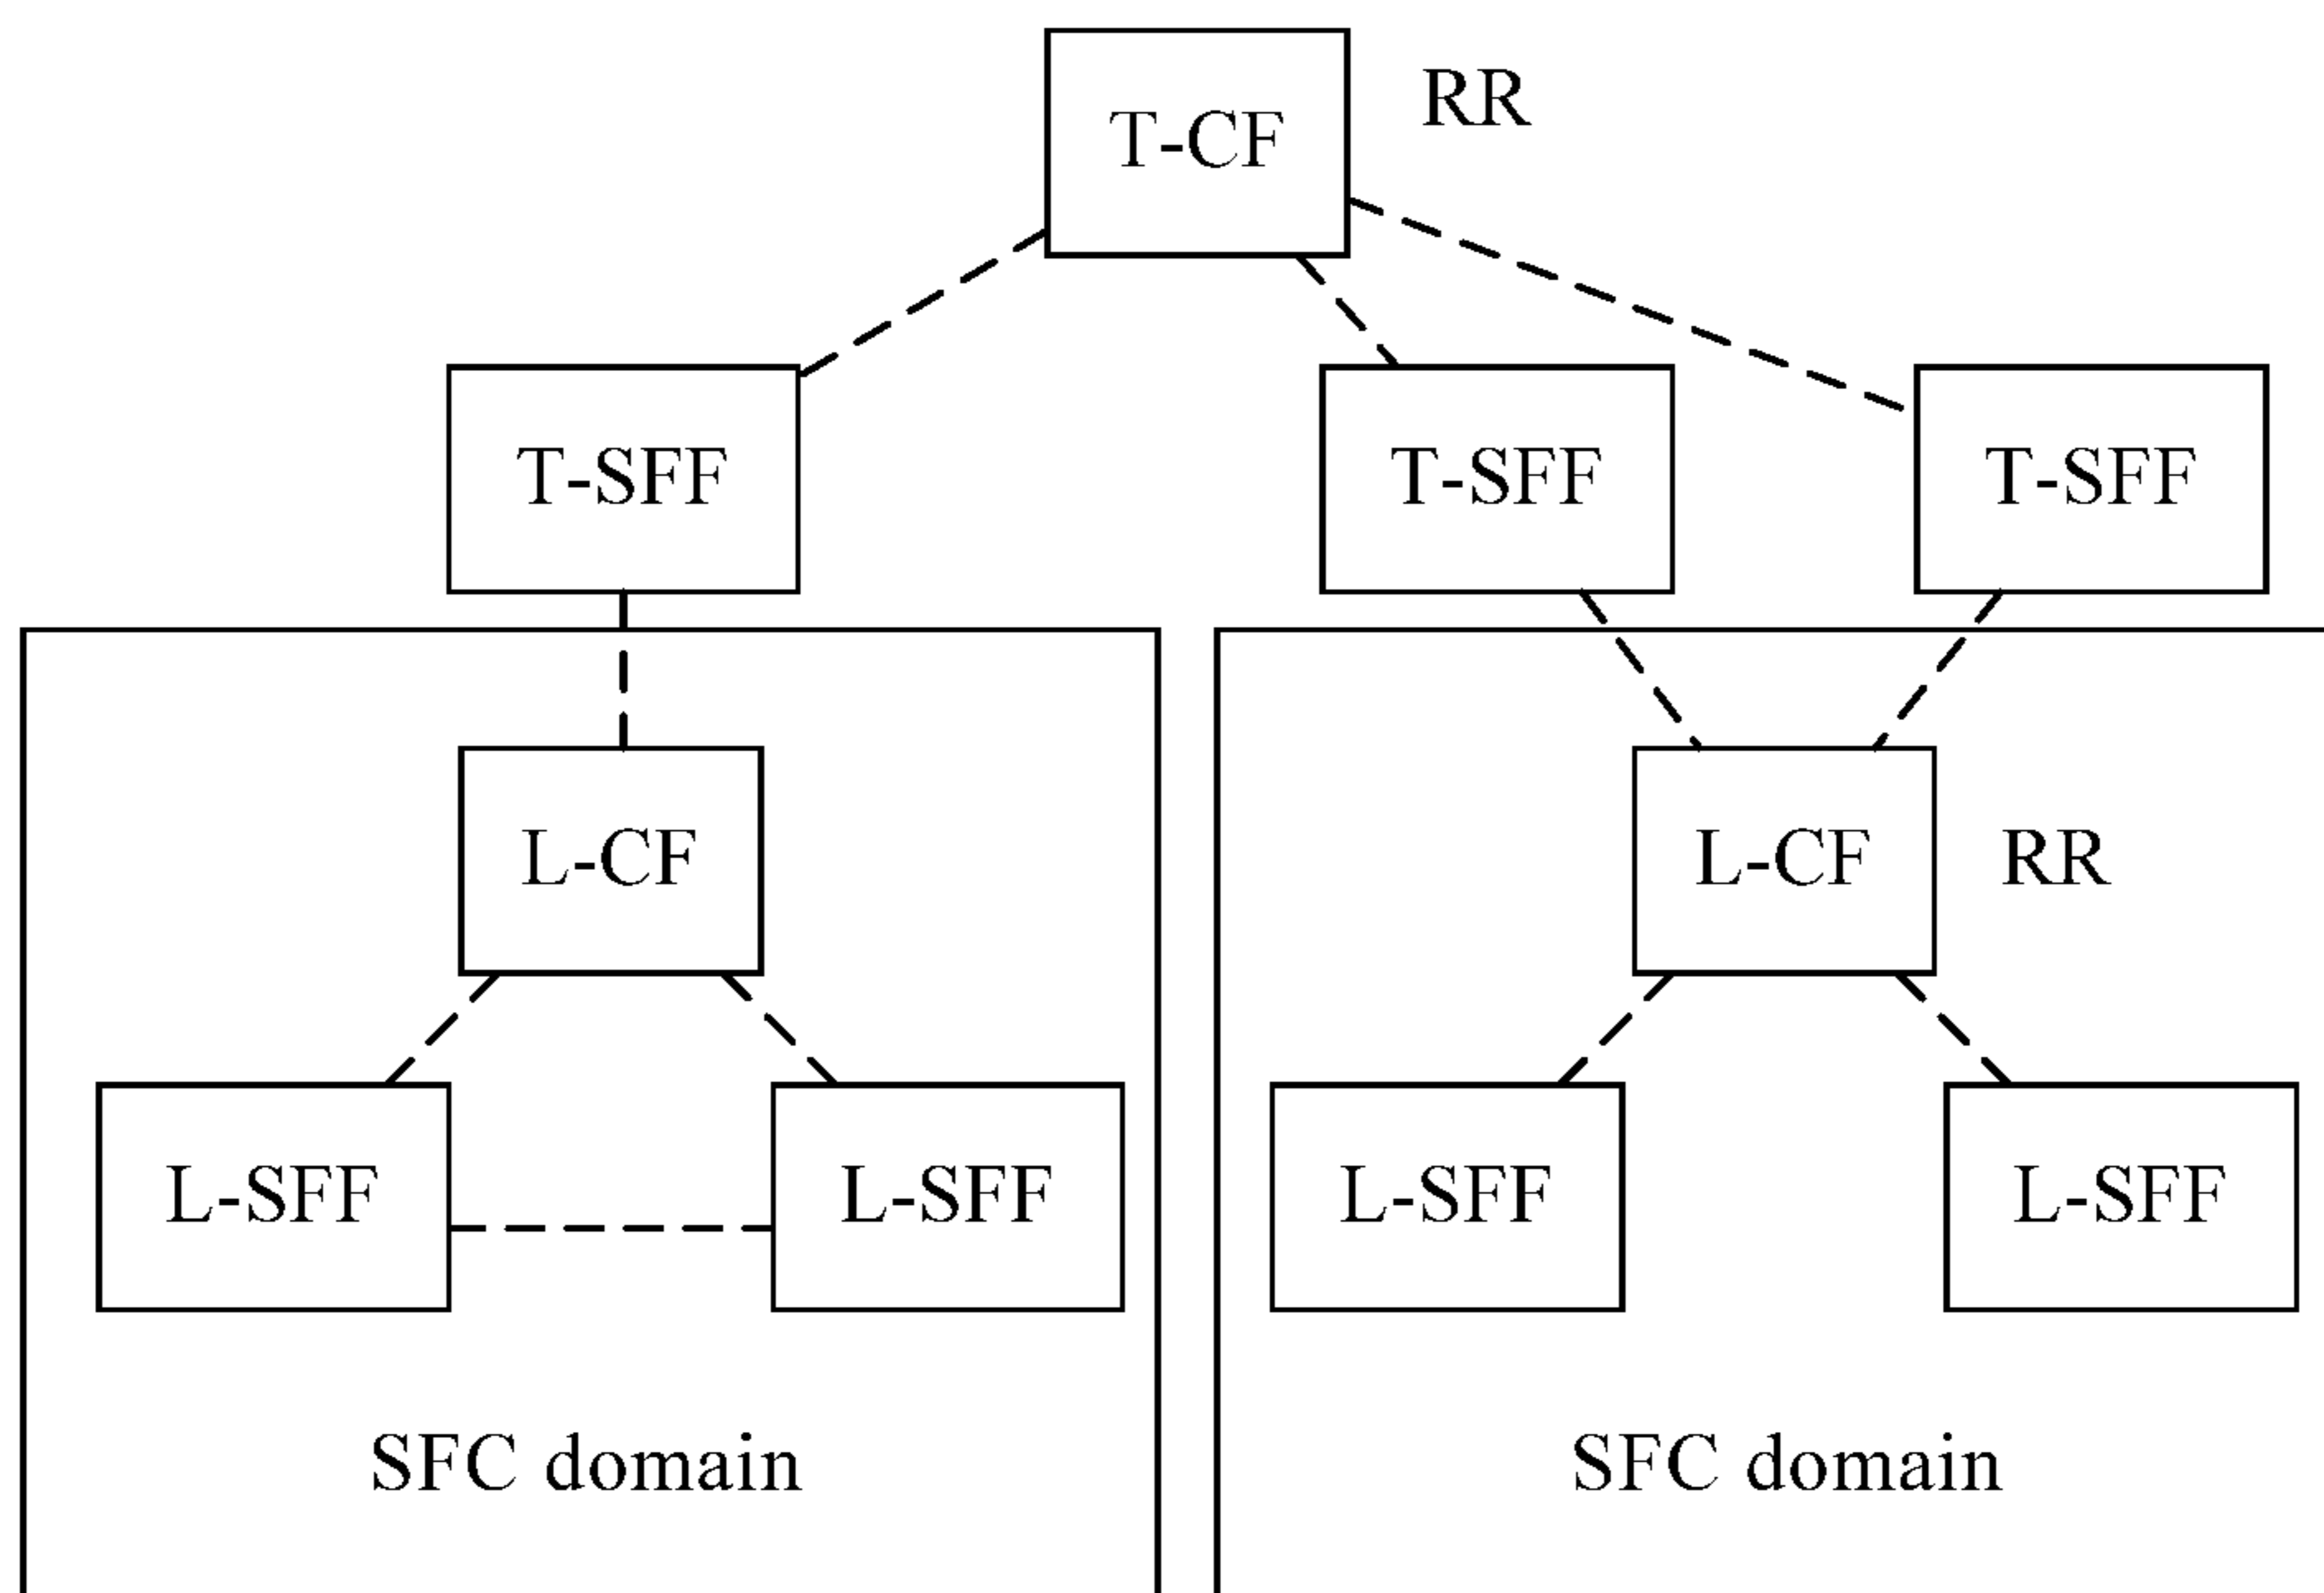 T-CF
RR
T-SFF
T-SFF
T-SFF
L-CF
L-CF
RR
L-SFF
L-SFF
L-SFF
L-SFF
SFC domain
SFC domain